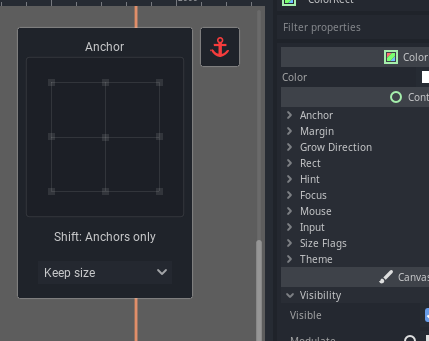 ColorRect
Filter properties
Anchor
Color
Color
Cont
Anchor
Margin
Grow Direction
Rect
Hint
Focus
Mouse
Input
Size Flags
Theme
Shift: Anchors only
Keep size
Canvas
Visibility
Visible
Modulate